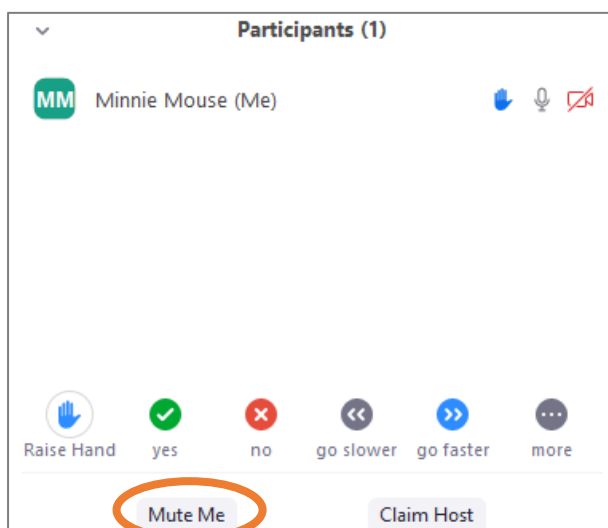 Participants (1)
MM Minnie Mouse (Me)
Raise Hand yes no go slower go faster more
Mute Me Claim Host